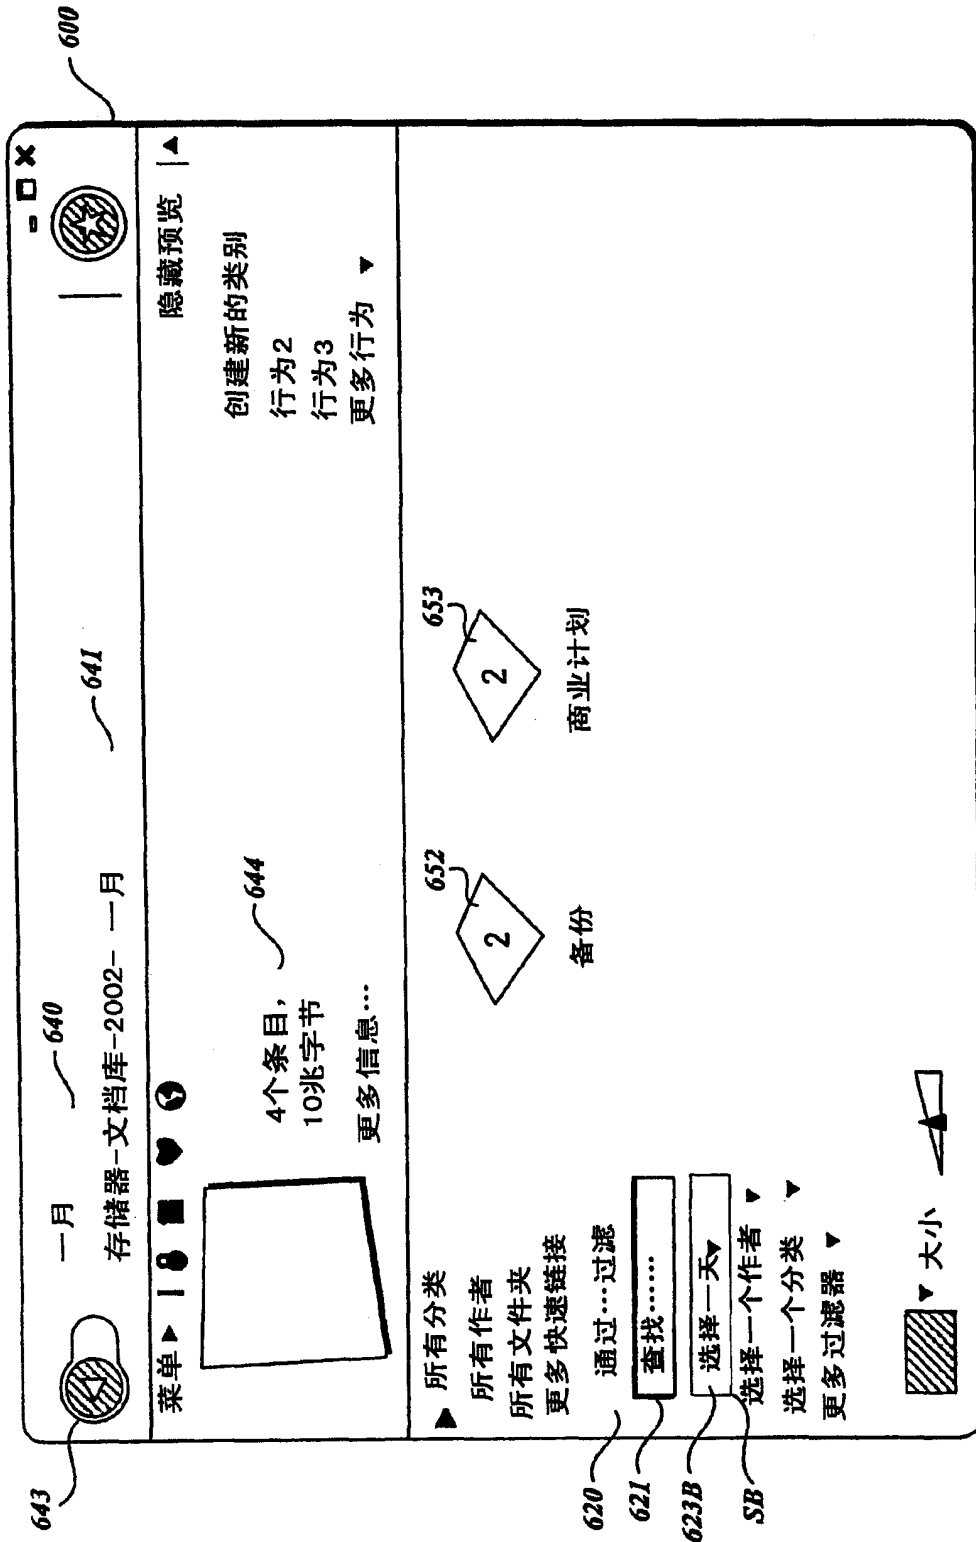 600
643
一月
640
存储器-文档库-2002- 一月
641
菜单
隐藏预览
4个条目,
10兆字节
644
更多信息…
创建新的类别
行为2
行为3
更多行为
所有分类
所有作者
所有文件夹
更多快速链接
620
通过…过滤
621
查找……
623B
选择一天
SB
选择一个作者
选择一个分类
更多过滤器
652
2
备份
653
2
商业计划
大小